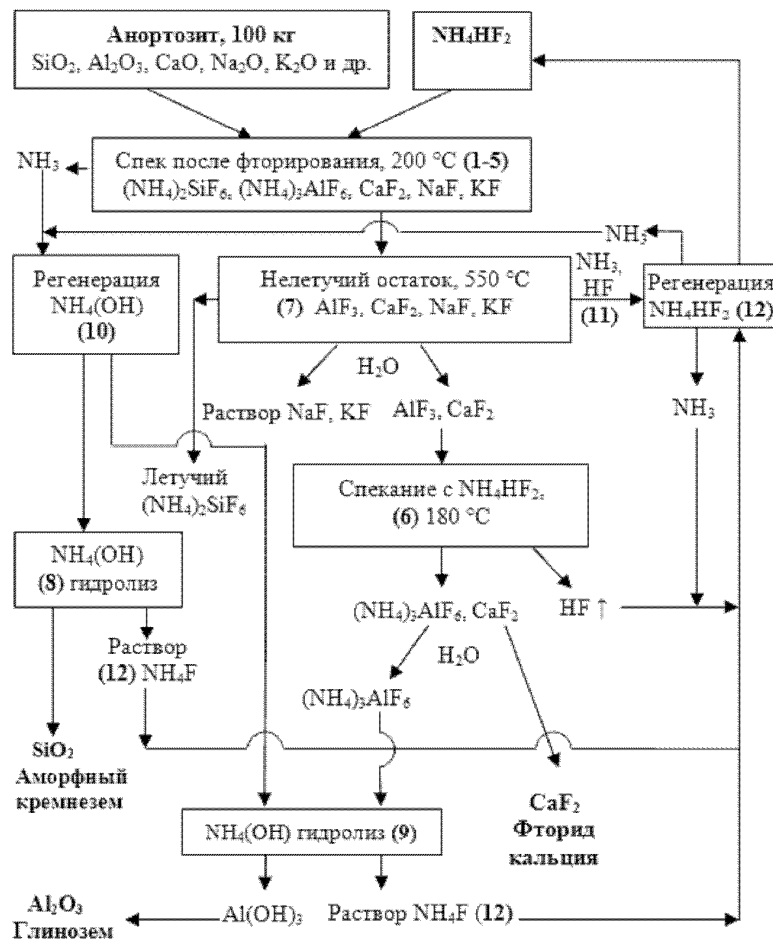 Анортозит, 100 кг
SiO₂, Al₂O₃, CaO, Na₂O, K₂O и др.
NH₄HF₂
NH₃
Спек после фторирования, 200 °C (1-5)
(NH₄)₂SiF₆, (NH₄)₃AlF₆, CaF₂, NaF, KF
NH₃
Регенерация
NH₄(OH)
(10)
Нелетучий остаток, 550 °C
(7) AlF₃, CaF₂, NaF, KF
NH₃,
HF
(11)
Регенерация
NH₄HF₂ (12)
H₂O
Раствор NaF, KF
AlF₃, CaF₂
NH₃
Летучий
(NH₄)₂SiF₆
Спекание с NH₄HF₂,
(6) 180 °C
NH₄(OH)
(8) гидролиз
(NH₄)₃AlF₆, CaF₂
HF ↑
Раствор
(12) NH₄F
H₂O
(NH₄)₃AlF₆
SiO₂
Аморфный
кремнезем
CaF₂
Фторид
кальция
NH₄(OH) гидролиз (9)
Al₂O₃
Глинозем
Al(OH)₃
Раствор NH₄F (12)